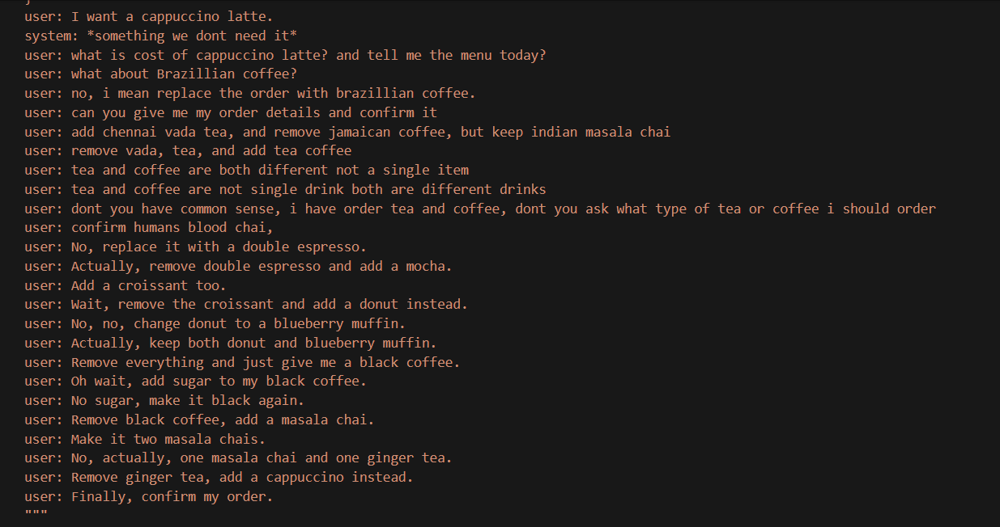 user: I want a cappuccino latte.
system: *something we dont need it*
user: what is cost of cappuccino latte? and tell me the menu today?
user: what about Brazillian coffee?
user: no, i mean replace the order with brazillian coffee.
user: can you give me my order details and confirm it
user: add chennai vada tea, and remove jamaican coffee, but keep indian masala chai
user: remove vada, tea, and add tea coffee
user: tea and coffee are both different not a single item
user: tea and coffee are not single drink both are different drinks
user: dont you have common sense, i have order tea and coffee, dont you ask what type of tea or coffee i should order
user: confirm humans blood chai,
user: No, replace it with a double espresso.
user: Actually, remove double espresso and add a mocha.
user: Add a croissant too.
user: Wait, remove the croissant and add a donut instead.
user: No, no, change donut to a blueberry muffin.
user: Actually, keep both donut and blueberry muffin.
user: Remove everything and just give me a black coffee.
user: Oh wait, add sugar to my black coffee.
user: No sugar, make it black again.
user: Remove black coffee, add a masala chai.
user: Make it two masala chais.
user: No, actually, one masala chai and one ginger tea.
user: Remove ginger tea, add a cappuccino instead.
user: Finally, confirm my order.
"""